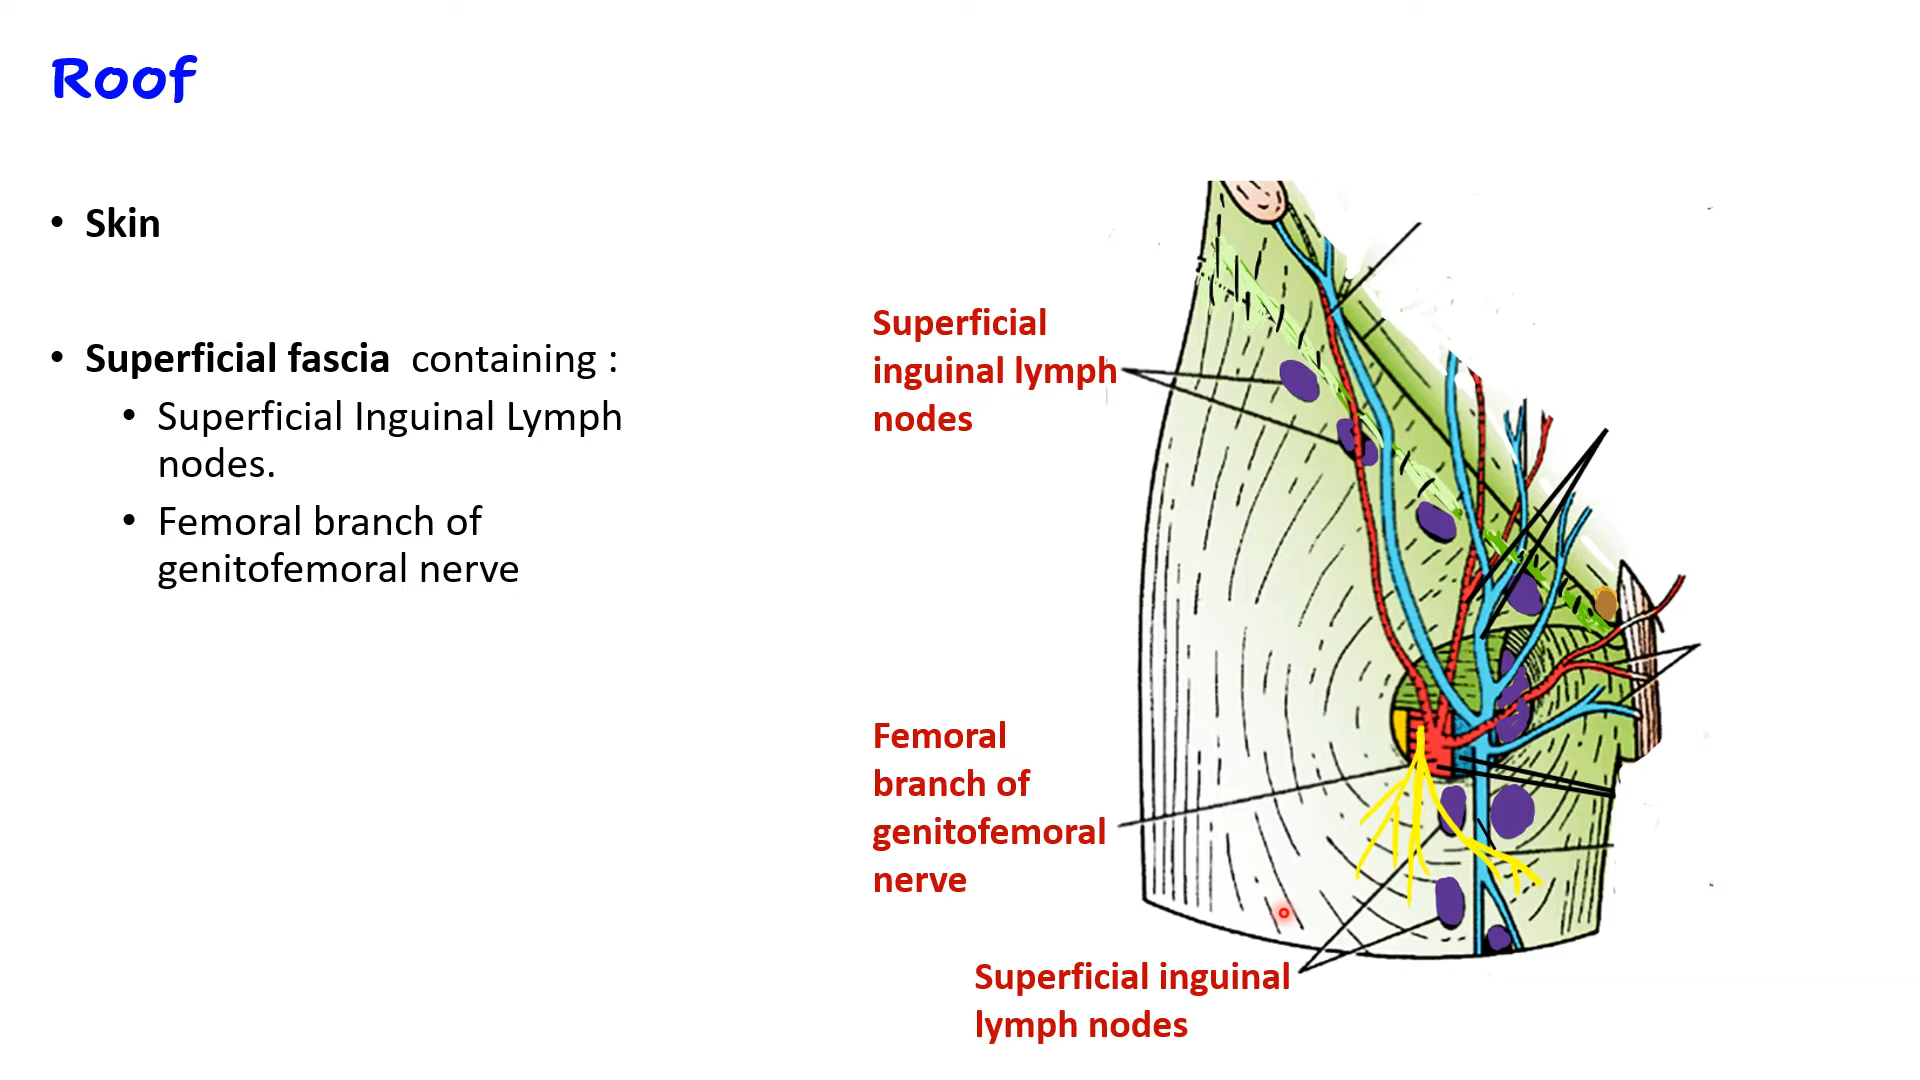 Roof
• Skin
• Superficial fascia containing :
• Superficial Inguinal Lymph
nodes.
• Femoral branch of
genitofemoral nerve
Superficial
inguinal lymph
nodes
Femoral
branch of
genitofemoral
nerve
Superficial inguinal
lymph nodes